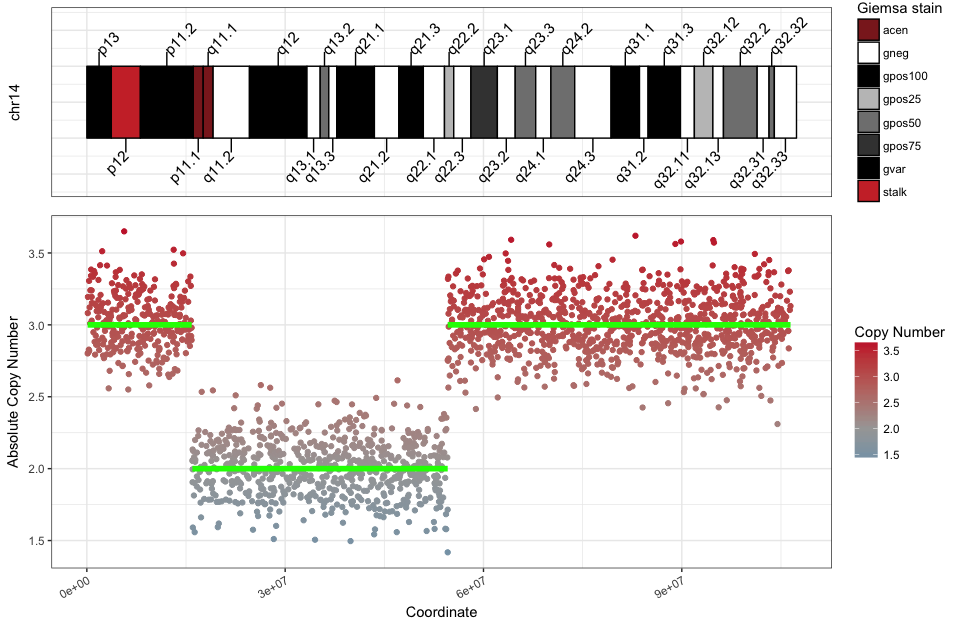 p13 p11.2 q11.1 q12 q13.2 q21.1 q21.3 q22.2 q23.1 q23.3 q24.2 q31.1 q31.3 q32.12 q32.2 q32.32
chr14
p12 p11.1 q11.2 q13.1 q13.3 q21.2 q22.1 q22.3 q23.2 q24.1 q24.3 q31.2 q32.11 q32.13 q32.31 q32.33
Giemsa stain
acen
gneg
gpos100
gpos25
gpos50
gpos75
gvar
stalk
Absolute Copy Number
3.5
3.0
2.5
2.0
1.5
0e+00 3e+07 6e+07 9e+07
Coordinate
Copy Number
3.5
3.0
2.5
2.0
1.5